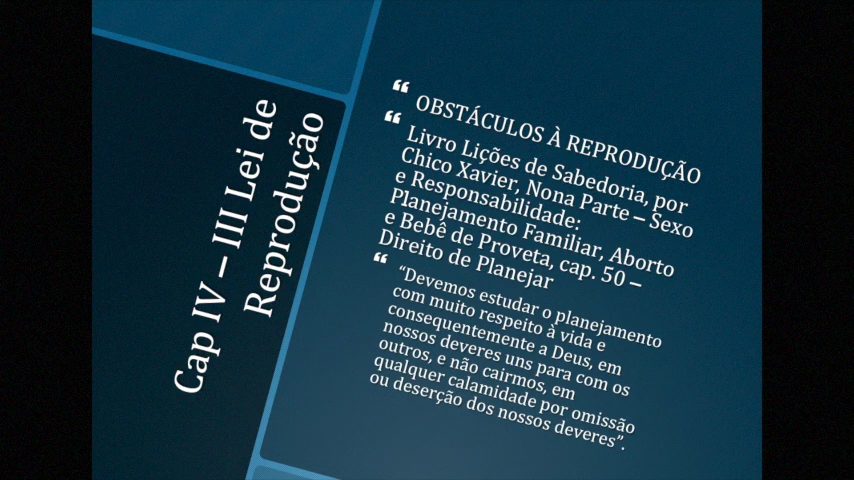 Cap IV – III Lei de
Reprodução
“ OBSTÁCULOS À REPRODUÇÃO
“ Livro Lições de Sabedoria, por
Chico Xavier, Nona Parte – Sexo
e Responsabilidade:
Planejamento Familiar, Aborto
e Bebê de Proveta, cap. 50 –
Direito de Planejar
“ “Devemos estudar o planejamento
com muito respeito à vida e
consequentemente a Deus, em
nossos deveres uns para com os
outros, e não cairmos, em
qualquer calamidade por omissão
ou deserção dos nossos deveres”.